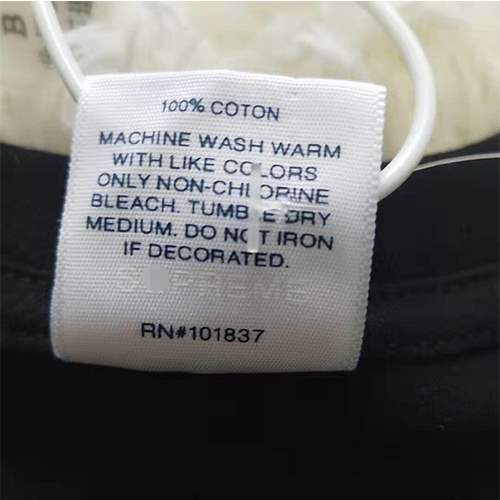 100% COTON
MACHINE WASH WARM
WITH LIKE COLORS
ONLY NON-CHLORINE
BLEACH. TUMBLE DRY
MEDIUM. DO NOT IRON
IF DECORATED.
RN#101837
B